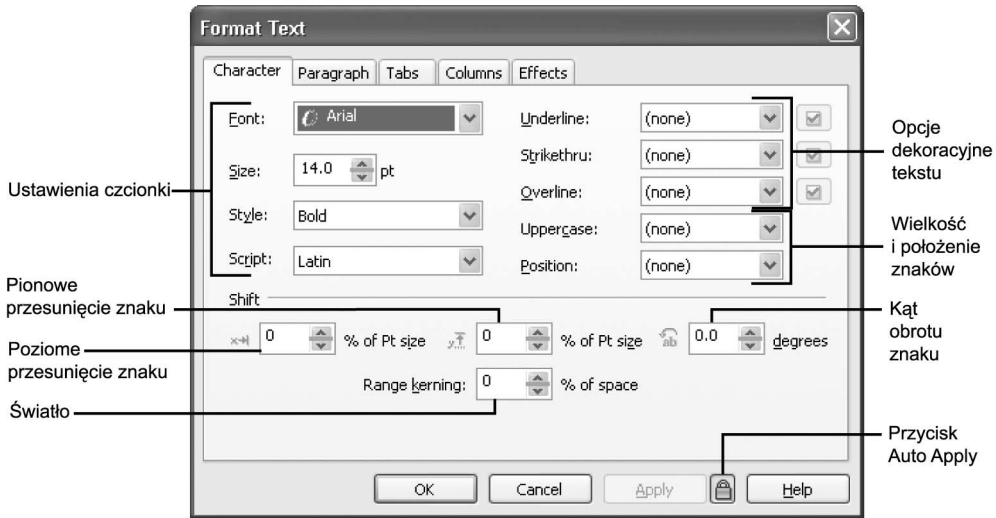 Format Text
Character Paragraph Tabs Columns Effects
Font: Arial Underline: (none)
Size: 14.0 pt Strikethru: (none)
Overline: (none)
Style: Bold Uppercase: (none)
Script: Latin Position: (none)
Shift
0 % of Pt size 0 % of Pt size 0.0 degrees
Range kerning: 0 % of space
OK Cancel Apply Help
Ustawienia czcionki
Pionowe
przesunięcie znaku
Poziome
przesunięcie znaku
Światło
Opcje
dekoracyjne
tekstu
Wielkość
i położenie
znaków
Kąt
obrotu
znaku
Przycisk
Auto Apply